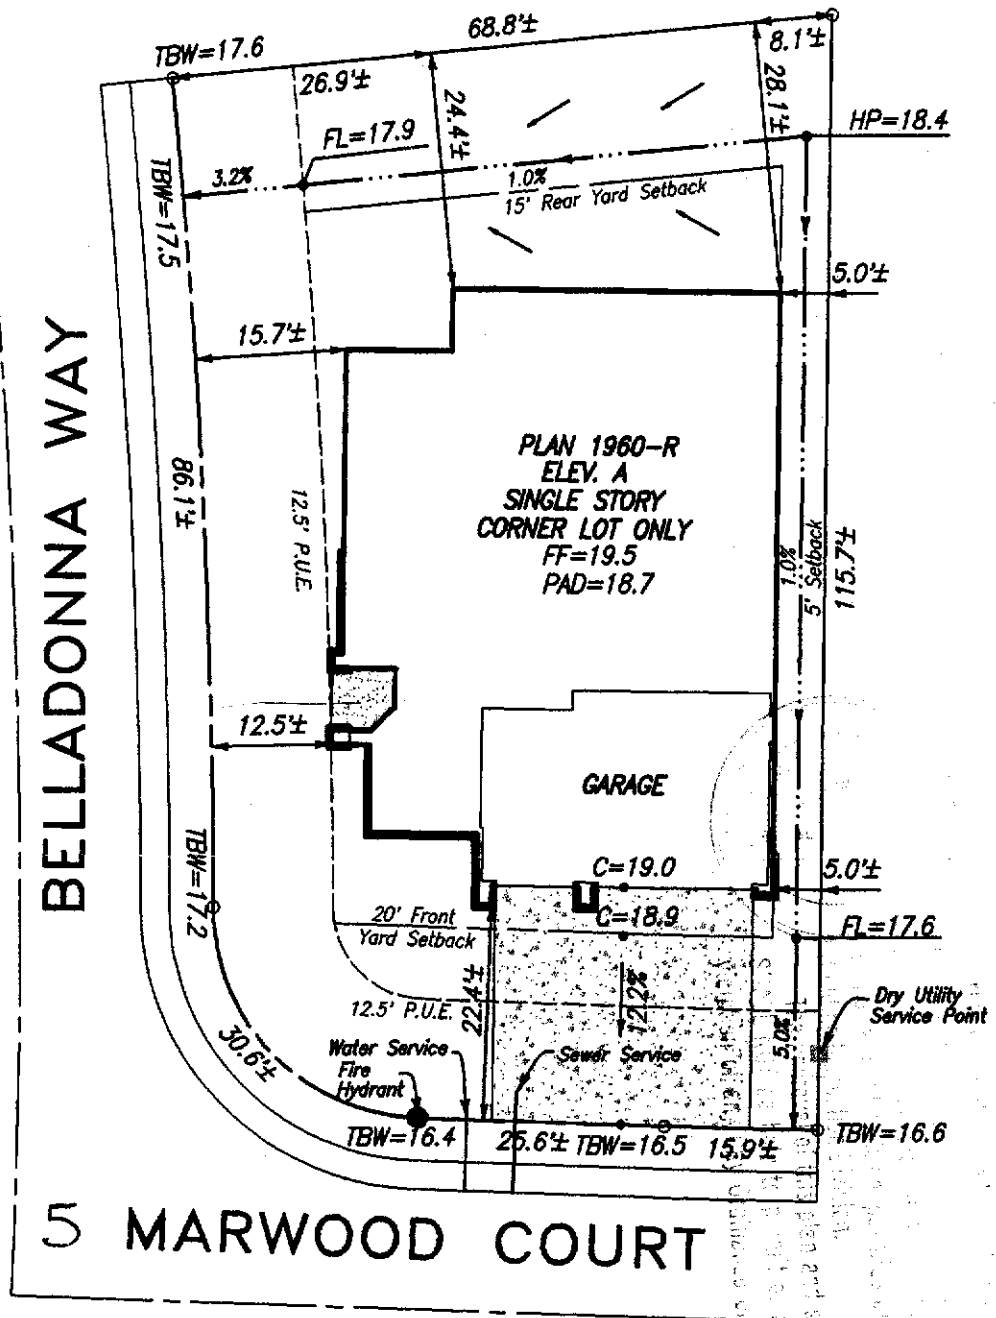 68.8'±
TBW=17.6
8.1'±
26.9'±
24.4'±
28.1'±
HP=18.4
FL=17.9
TBW=17.5
3.2%
1.0%
15' Rear Yard Setback
5.0'±
15.7'±
BELLADONNA WAY
86.1'±
12.5' P.U.E.
PLAN 1960-R
ELEV. A
SINGLE STORY
CORNER LOT ONLY
FF=19.5
PAD=18.7
1.0%
5' Setback
115.7'±
12.5'±
GARAGE
TBW=17.2
C=19.0
5.0'±
20' Front
Yard Setback
C=18.9
FL=17.6
22.4'±
12.2%
12.5' P.U.E.
Dry Utility
Service Point
5.0%
30.6'±
Water Service
Fire
Hydrant
Sewer Service
TBW=16.4
25.6'±
TBW=16.5
15.9'±
TBW=16.6
5 MARWOOD COURT